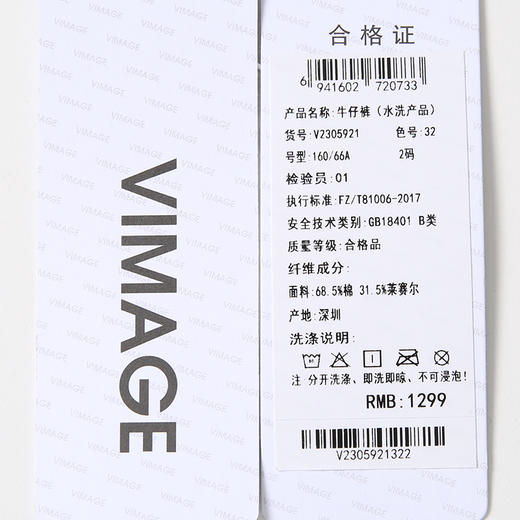 VIMAGE
合格证
6 941602 720733
产品名称:牛仔裤(水洗产品)
货号:V2305921 色号:32
号型:160/66A 2码
检验员:01
执行标准:FZ/T81006-2017
安全技术类别:GB18401 B类
质量等级:合格品
纤维成分:
面料:68.5%棉 31.5%莱赛尔
产地:深圳
洗涤说明:
注:分开洗涤、即洗即晾、不可浸泡!
RMB:1299
V2305921322